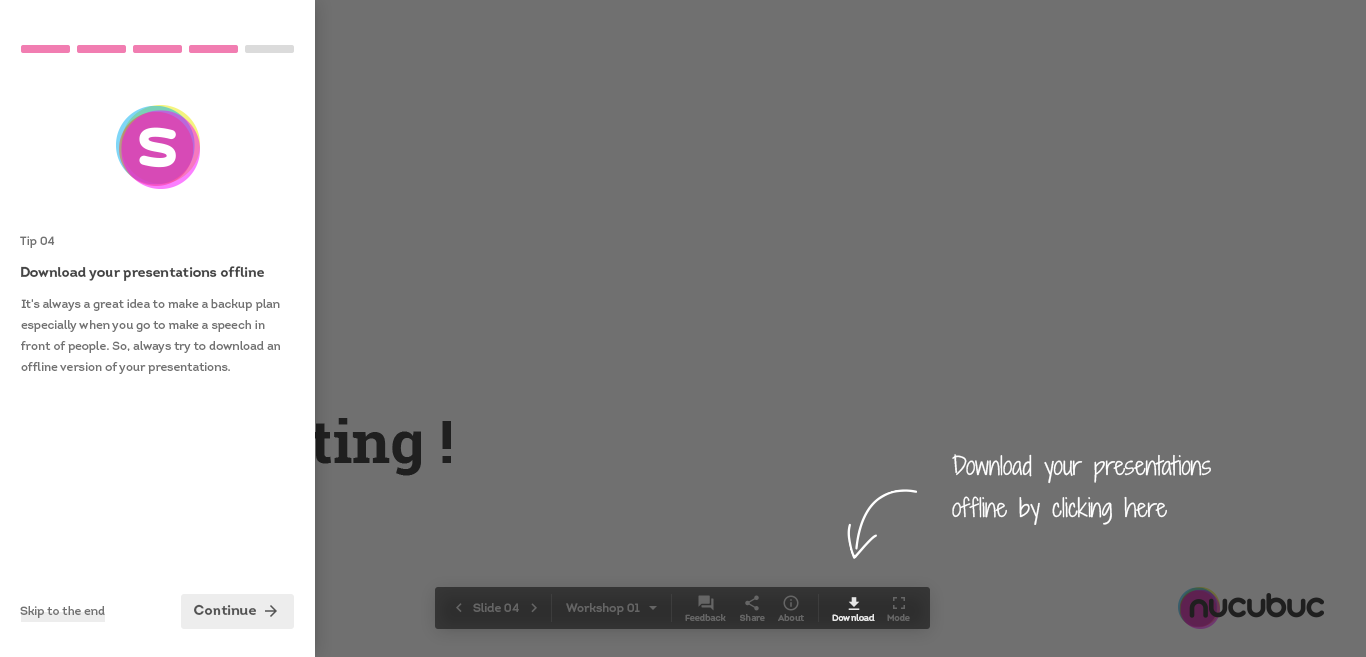 S
Tip 04
Download your presentations offline
It's always a great idea to make a backup plan
especially when you go to make a speech in
front of people. So, always try to download an
offline version of your presentations.
Skip to the end
Continue
ting !
Download your presentations
offline by clicking here
Slide 04
Workshop 01
Feedback
Share
About
Download
Mode
nucubuc